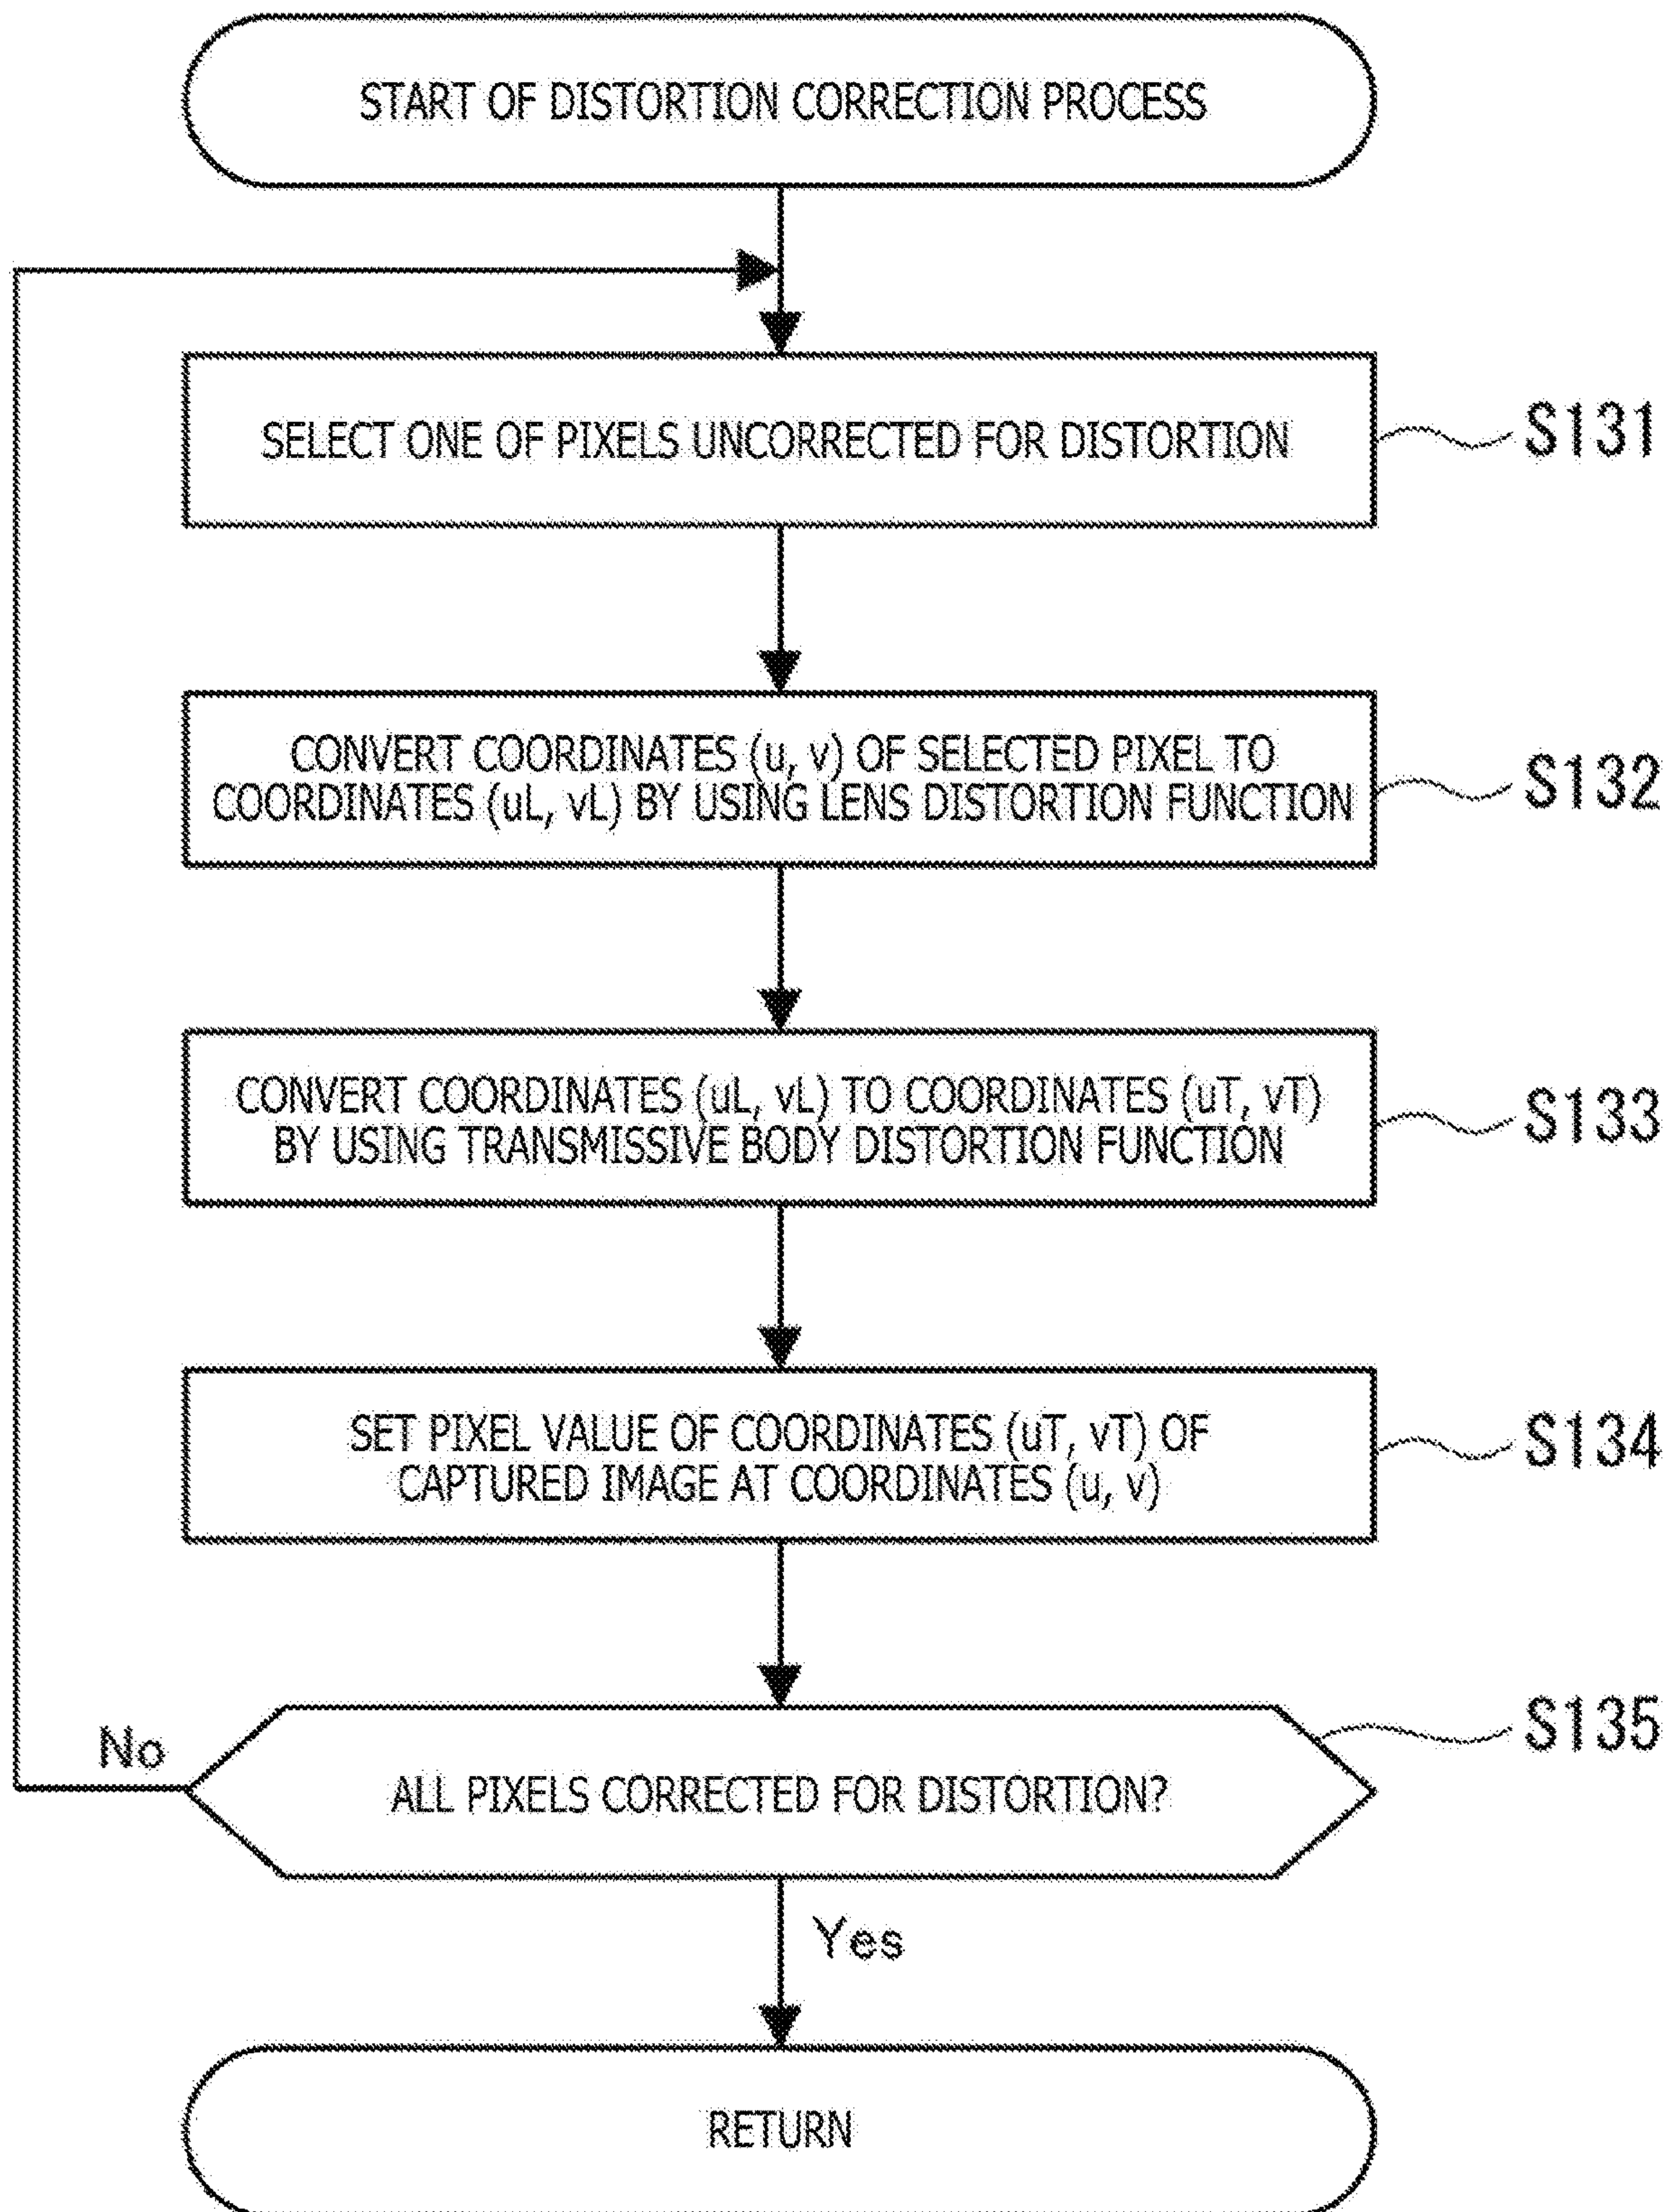 START OF DISTORTION CORRECTION PROCESS
SELECT ONE OF PIXELS UNCORRECTED FOR DISTORTION
S131
CONVERT COORDINATES (u, v) OF SELECTED PIXEL TO
COORDINATES (uL, vL) BY USING LENS DISTORTION FUNCTION
S132
CONVERT COORDINATES (uL, vL) TO COORDINATES (uT, vT)
BY USING TRANSMISSIVE BODY DISTORTION FUNCTION
S133
SET PIXEL VALUE OF COORDINATES (uT, vT) OF
CAPTURED IMAGE AT COORDINATES (u, v)
S134
ALL PIXELS CORRECTED FOR DISTORTION?
S135
No
Yes
RETURN